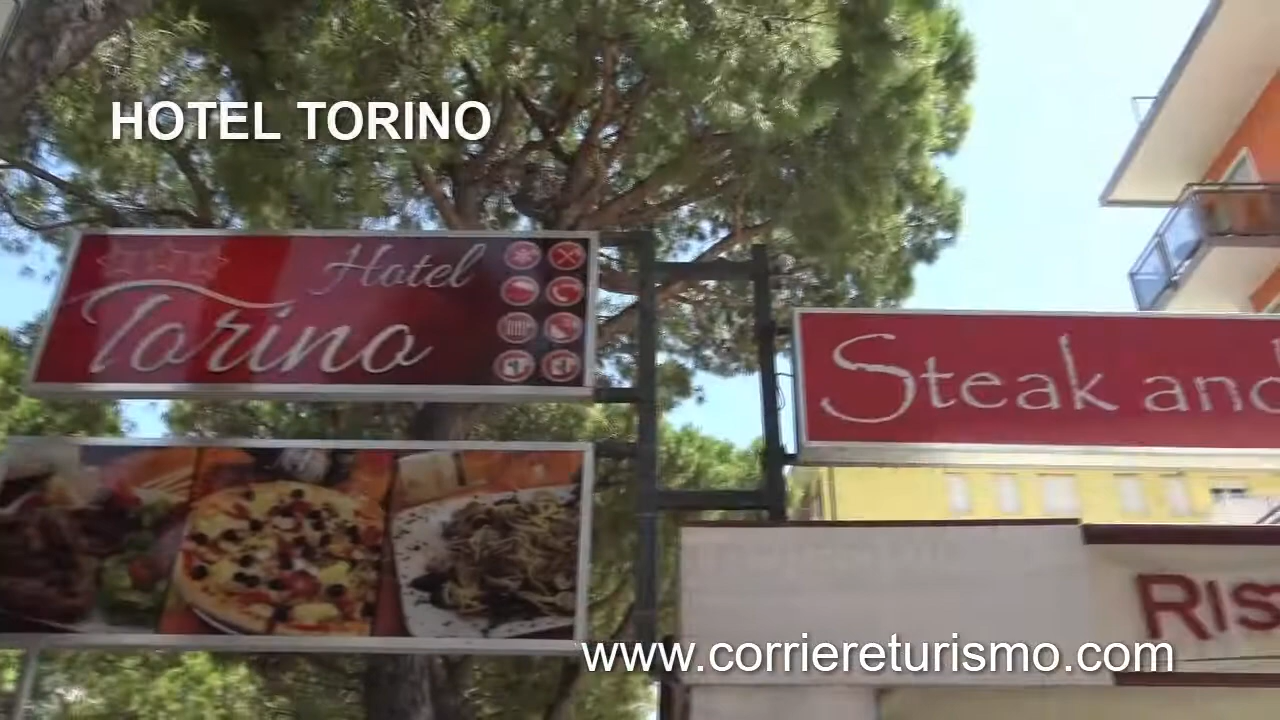 HOTEL TORINO
Hotel
Torino
Steak and
RIS
www.corriereturismo.com